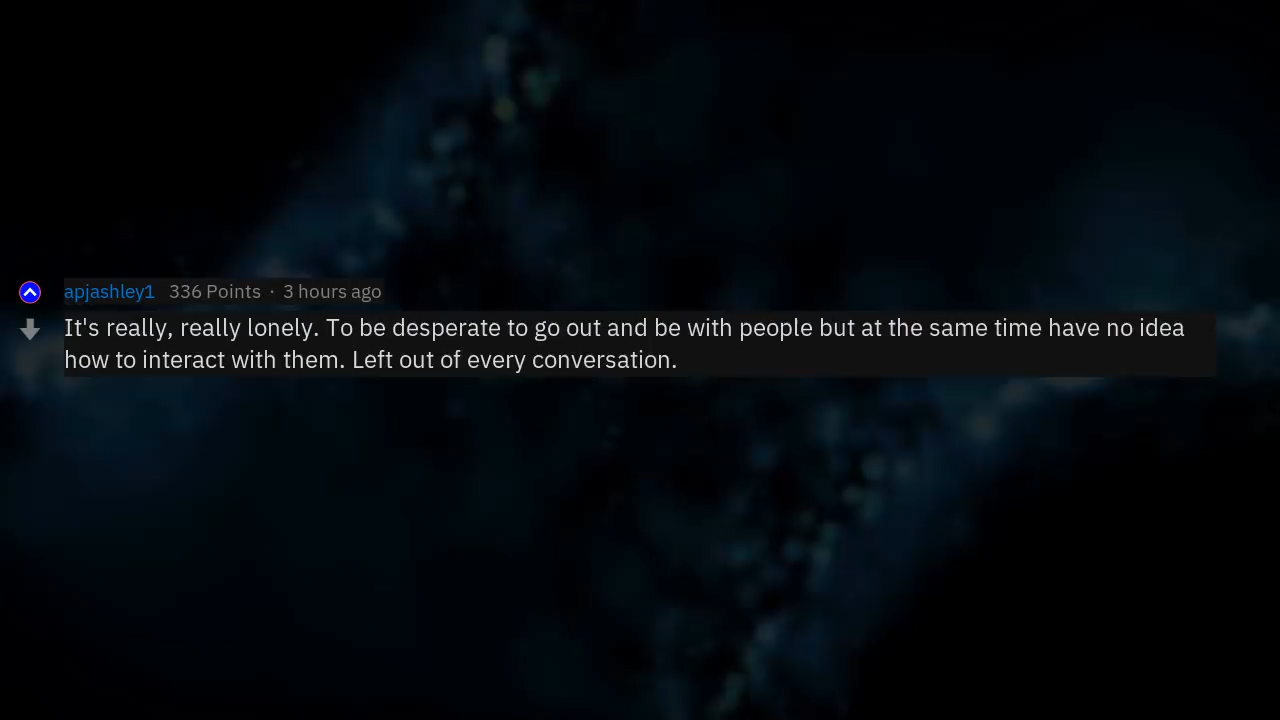 apjashley1 336 Points · 3 hours ago
It's really, really lonely. To be desperate to go out and be with people but at the same time have no idea
how to interact with them. Left out of every conversation.